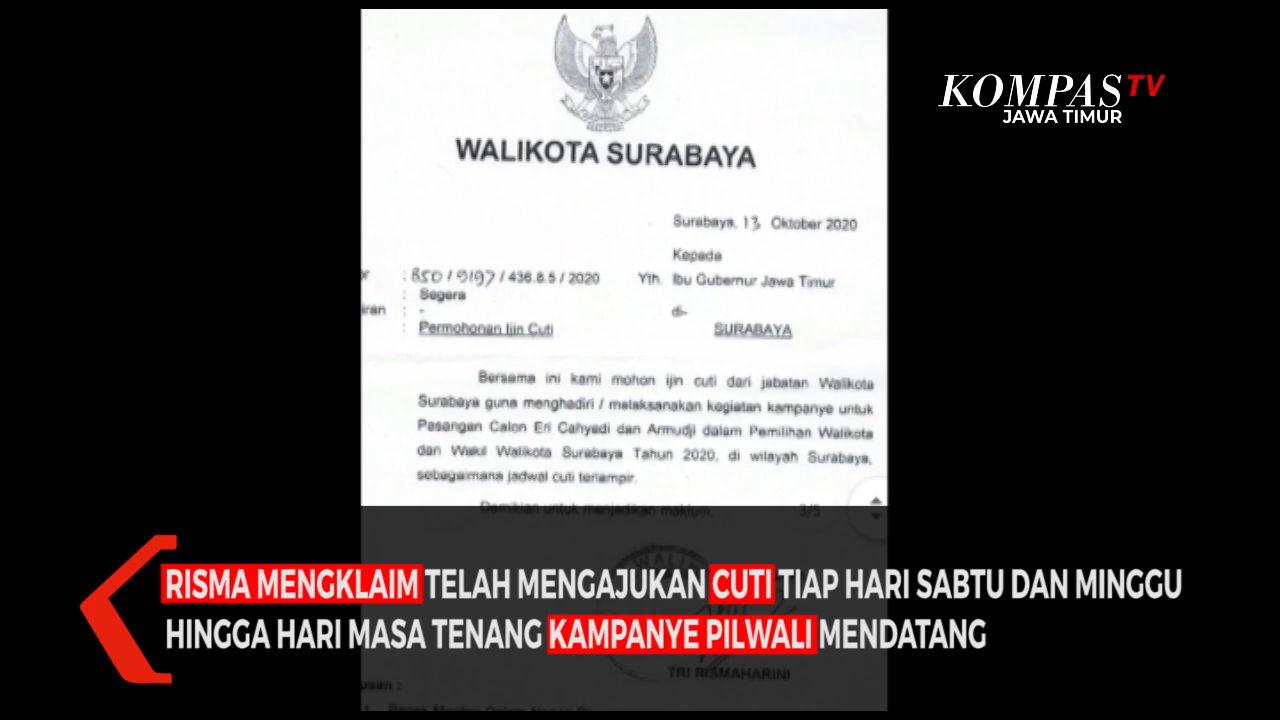 KOMPAS TV
JAWA TIMUR
WALIKOTA SURABAYA
Surabaya, 13 Oktober 2020
Kepada
: 850 / 9197 / 436.8.5 / 2020 Yth. Ibu Gubernur Jawa Timur
: Segera
iran : - di-
: Permohonan Ijin Cuti SURABAYA
Bersama ini kami mohon ijin cuti dari jabatan Walikota
Surabaya guna menghadiri / melaksanakan kegiatan kampanye untuk
Pasangan Calon Eri Cahyadi dan Armudji dalam Pemilihan Walikota
dan Wakil Walikota Surabaya Tahun 2020, di wilayah Surabaya,
sebagaimana jadwal cuti terlampir.
Demikian untuk menjadikan maklum. 3/5
RISMA MENGKLAIM TELAH MENGAJUKAN CUTI TIAP HARI SABTU DAN MINGGU
HINGGA HARI MASA TENANG KAMPANYE PILWALI MENDATANG
TRI RISMAHARINI
usan :